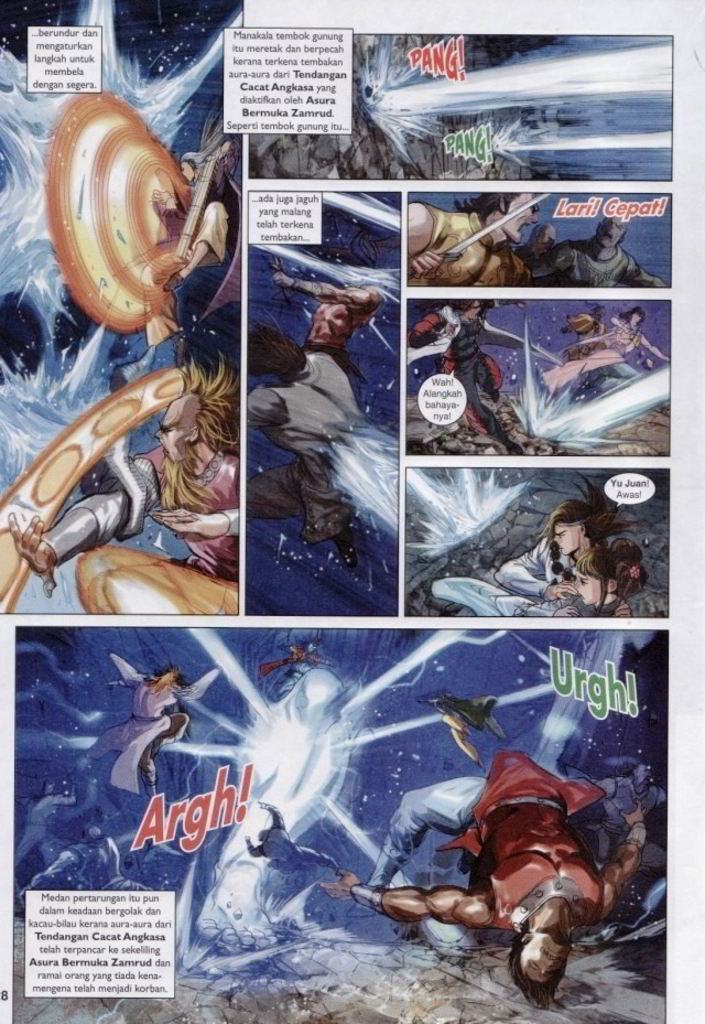 ...berundur dan
mengaturkan
langkah untuk
membela
dengan segera.
Manakala tembok gunung
itu meretak dan berpecah
kerana terkena tembakan
aura-aura dari Tendangan
Cacat Angkasa yang
diaktifkan oleh Asura
Bermuka Zamrud.
Seperti tembok gunung itu...
PANG!
PANG!
...ada juga jaguh
yang malang
telah terkena
tembakan...
Lari! Cepat!
Wah!
Alangkah
bahaya-
nya!
Yu Juan!
Awas!
Urgh!
Argh!
Medan pertarungan itu pun
dalam keadaan bergolak dan
kacau-bilau kerana aura-aura dari
Tendangan Cacat Angkasa
telah terpancar ke sekeliling
Asura Bermuka Zamrud dan
ramai orang yang tiada kena-
mengena telah menjadi korban.
8